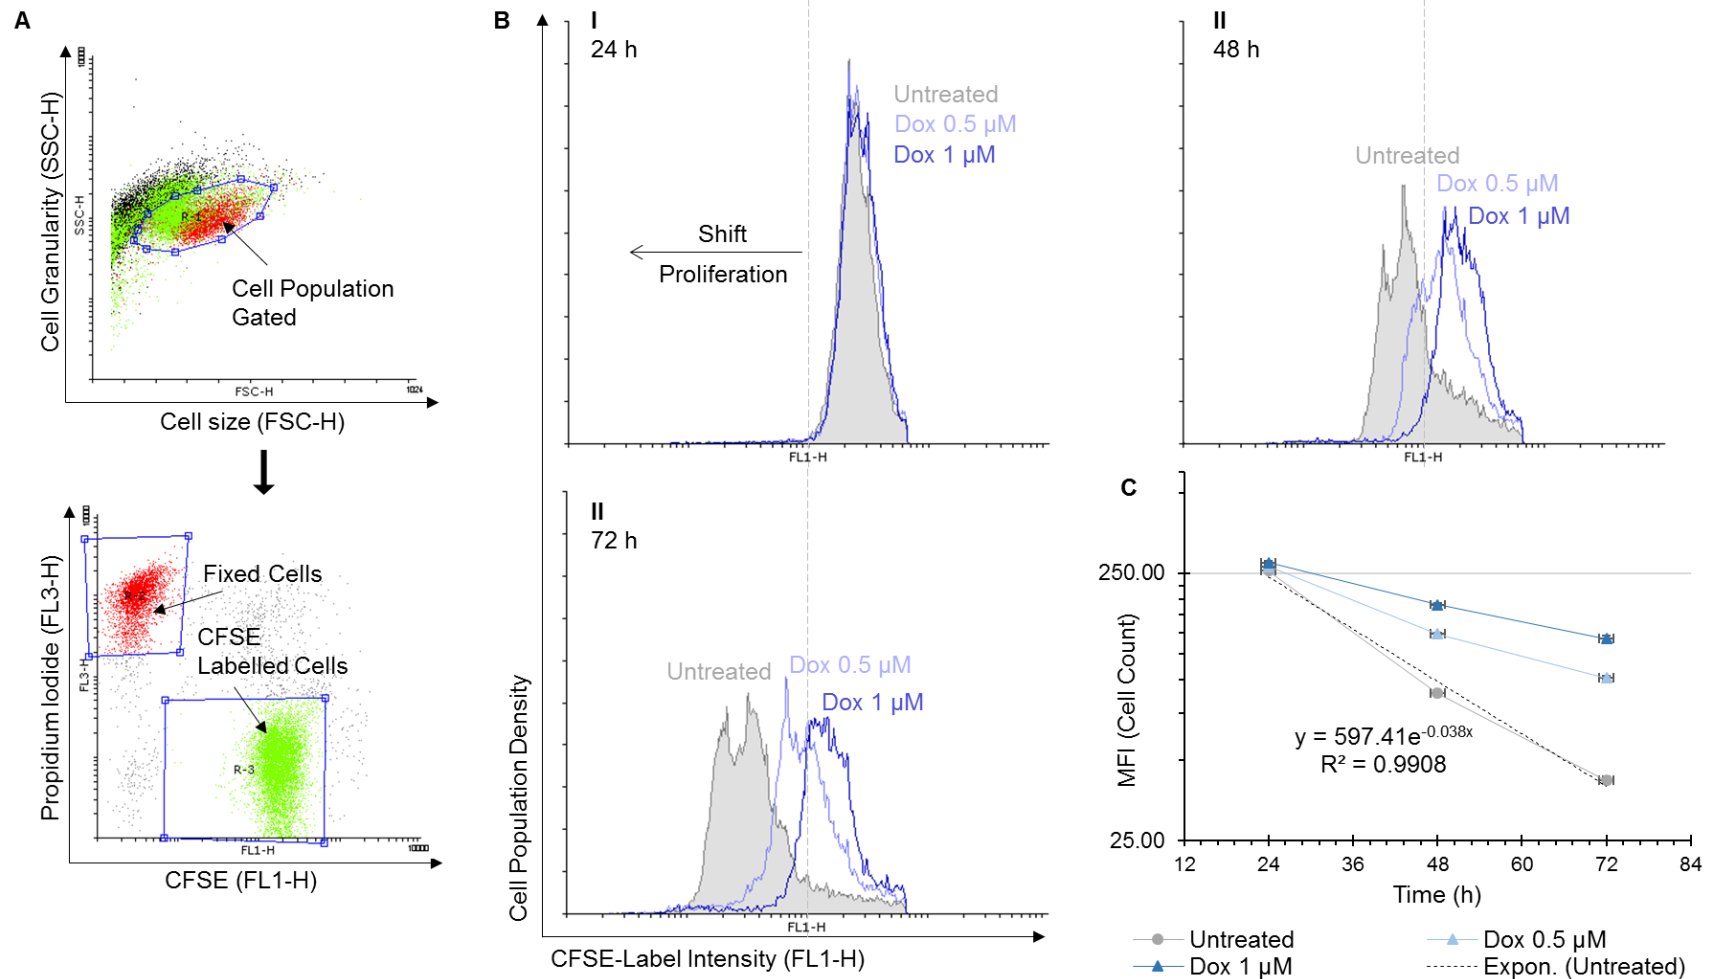 A
Cell Granularity (SSC-H)
SSC-H
R-1
Cell Population
Gated
FSC-H
1024
Cell size (FSC-H)
Propidium Iodide (FL3-H)
FL3-H
R-2
Fixed Cells
CFSE
Labelled Cells
R-3
FL1-H
10000
CFSE (FL1-H)
B
I
24 h
Untreated
Dox 0.5 µM
Dox 1 µM
Shift
Proliferation
FL1-H
II
48 h
Untreated
Dox 0.5 µM
Dox 1 µM
FL1-H
II
72 h
Untreated
Dox 0.5 µM
Dox 1 µM
FL1-H
Cell Population Density
CFSE-Label Intensity (FL1-H)
C
MFI (Cell Count)
250.00
25.00
y = 597.41e-0.038x
R² = 0.9908
12 24 36 48 60 72 84
Time (h)
Untreated
Dox 0.5 µM
Dox 1 µM
Expon. (Untreated)